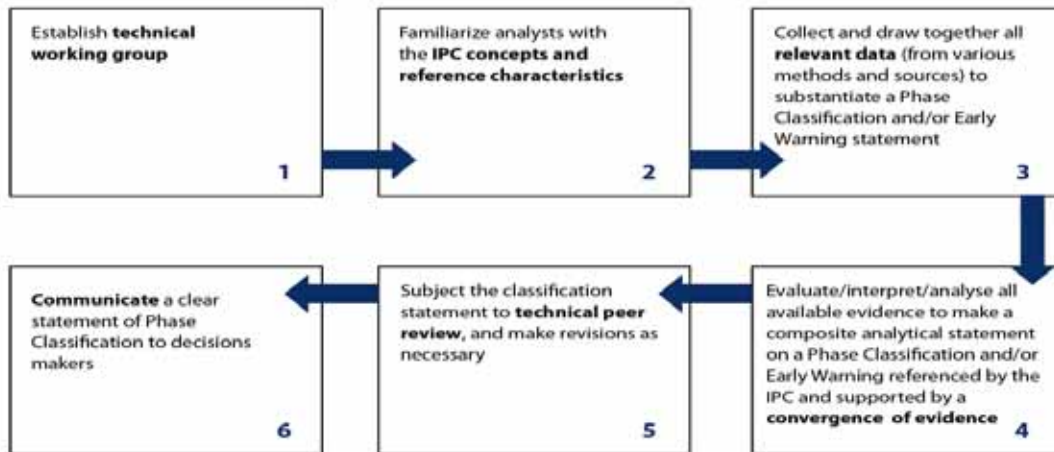 Establish technical
working group
1
Familiarize analysts with
the IPC concepts and
reference characteristics
2
Collect and draw together all
relevant data (from various
methods and sources) to
substantiate a Phase
Classification and/or Early
Warning statement
3
Evaluate/interpret/analyse all
available evidence to make a
composite analytical statement
on a Phase Classification and/or
Early Warning referenced by the
IPC and supported by a
convergence of evidence
4
Subject the classification
statement to technical peer
review, and make revisions as
necessary
5
Communicate a clear
statement of Phase
Classification to decisions
makers
6